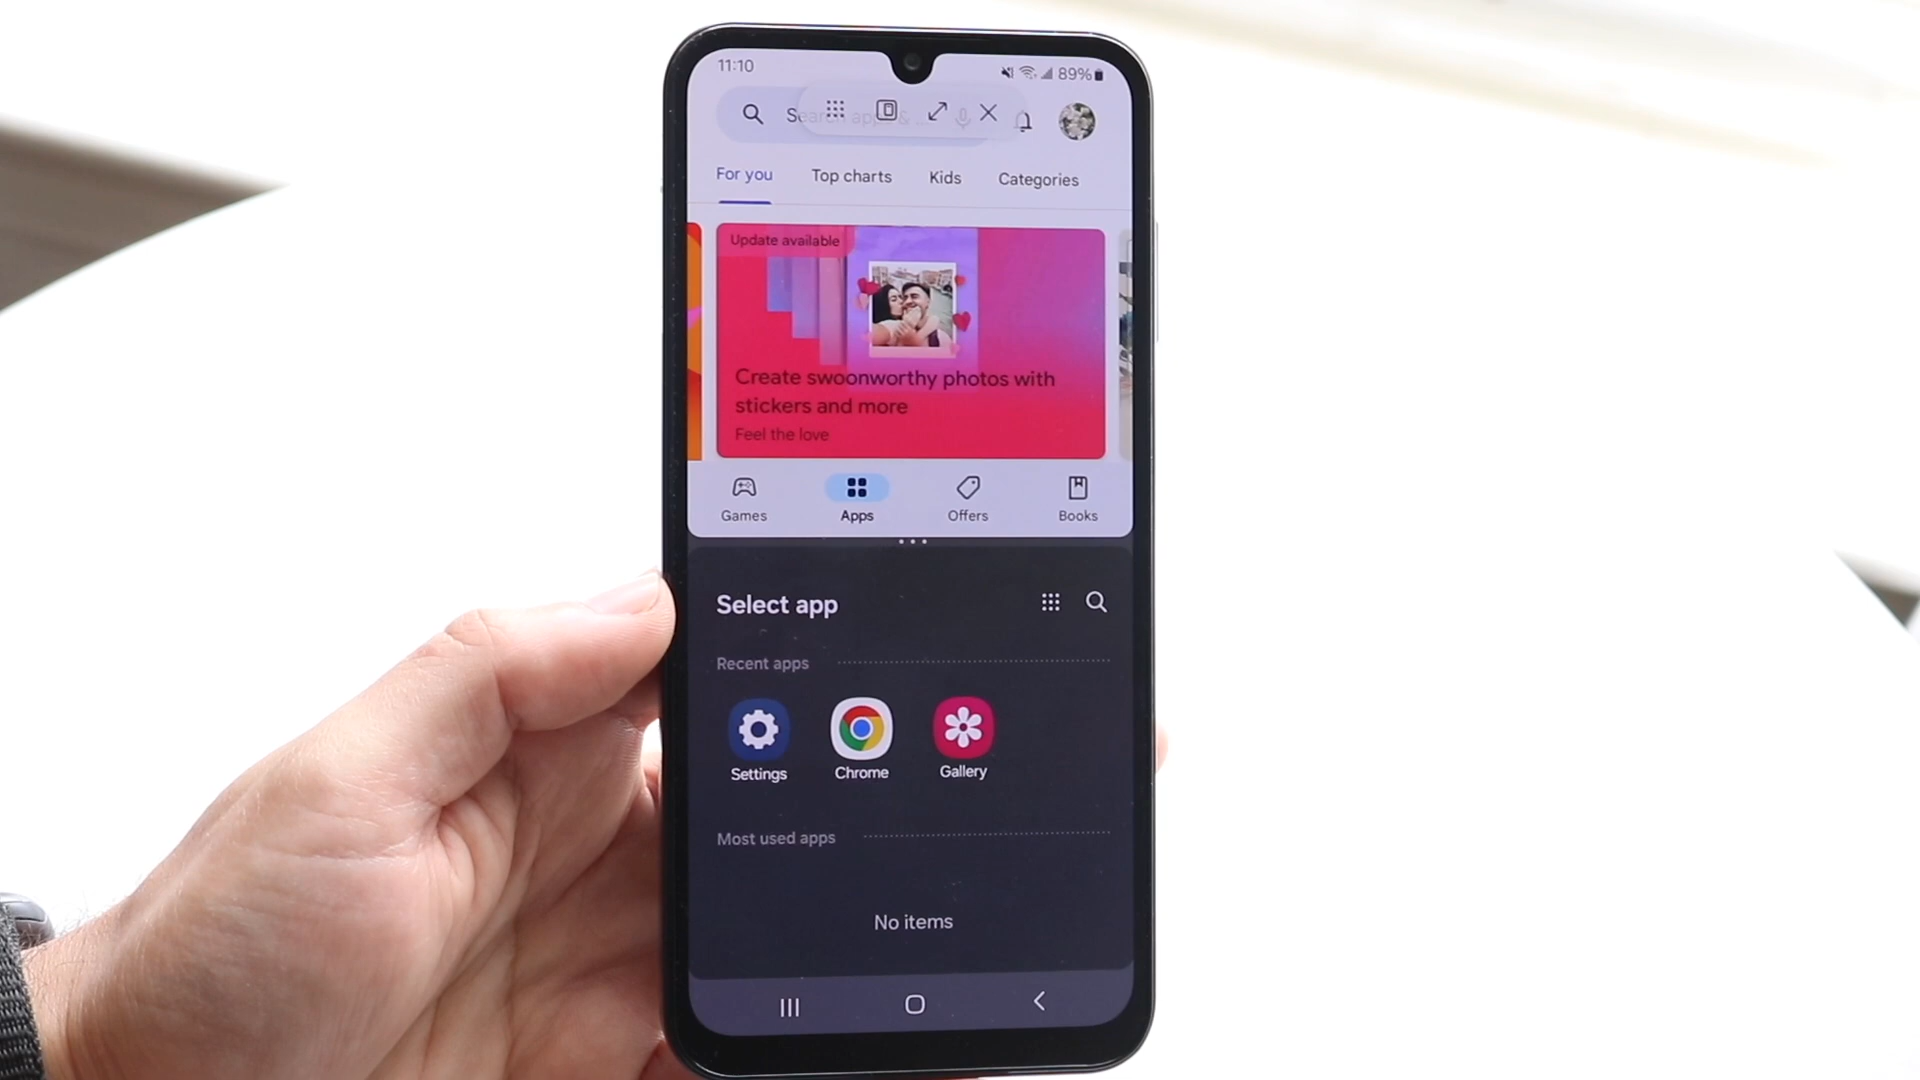 11:10
89%
Search apps & ...
For you
Top charts
Kids
Categories
Update available
Create swoonworthy photos with
stickers and more
Feel the love
Games
Apps
Offers
Books
Select app
Recent apps
Settings
Chrome
Gallery
Most used apps
No items